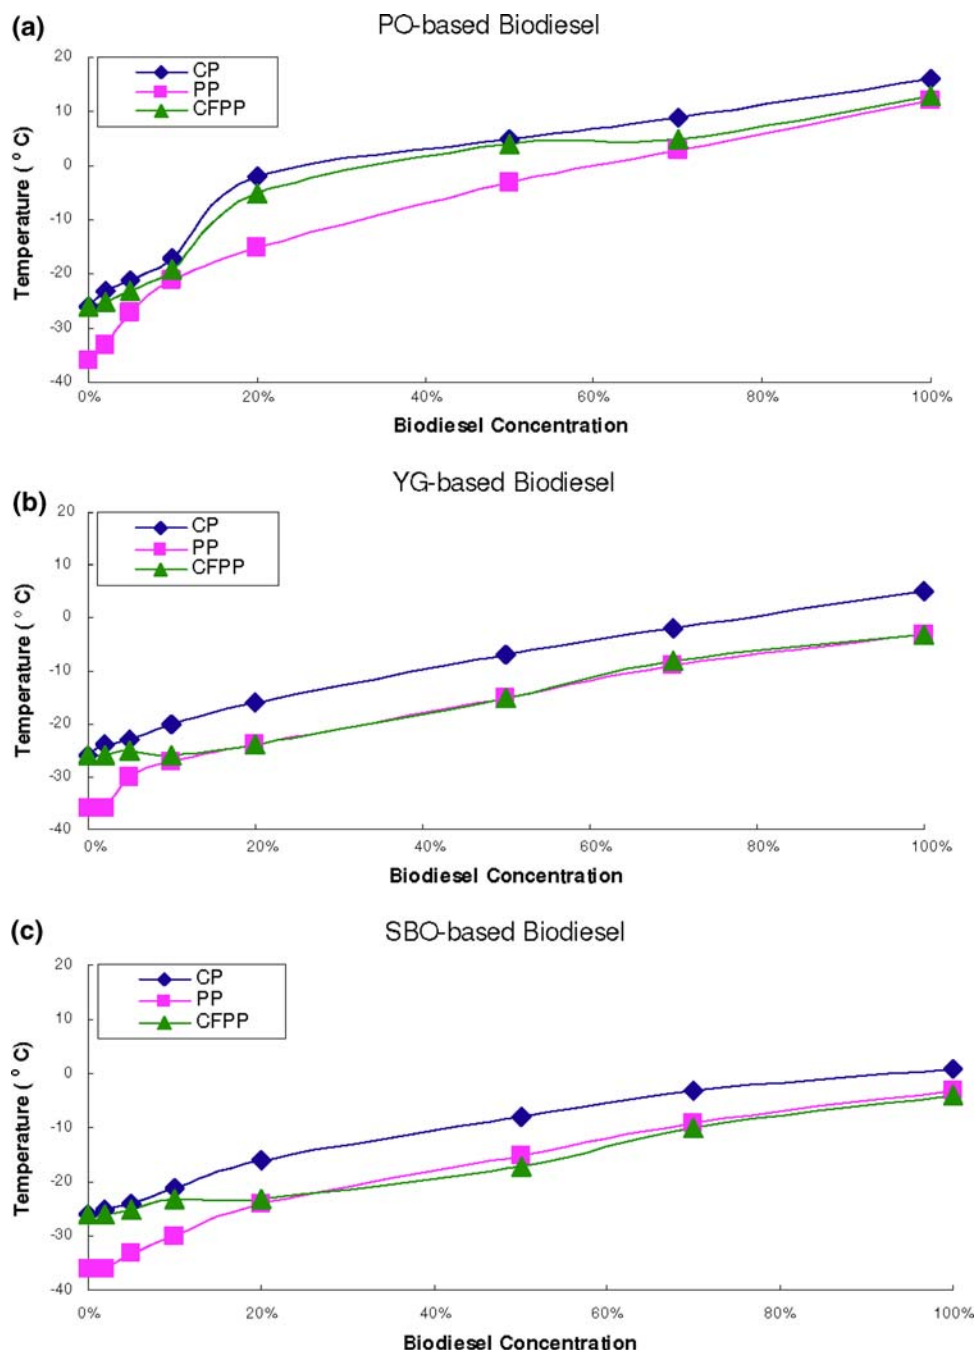 (a)
PO-based Biodiesel
CP
PP
CFPP
20
10
0
-10
-20
-30
-40
Temperature ( ° C)
0% 20% 40% 60% 80% 100%
Biodiesel Concentration
(b)
YG-based Biodiesel
CP
PP
CFPP
20
10
0
-10
-20
-30
-40
Temperature ( ° C)
0% 20% 40% 60% 80% 100%
Biodiesel Concentration
(c)
SBO-based Biodiesel
CP
PP
CFPP
20
10
0
-10
-20
-30
-40
Temperature ( ° C)
0% 20% 40% 60% 80% 100%
Biodiesel Concentration